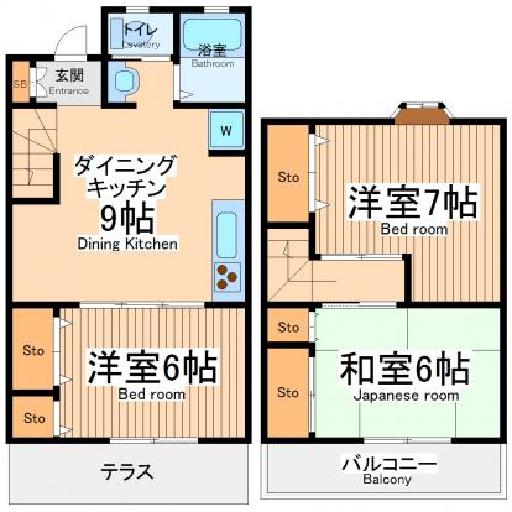 トイレ
Lavatory
浴室
Bathroom
玄関
Entrance
SB
W
ダイニング
キッチン
9帖
Dining Kitchen
Sto
洋室6帖
Bed room
Sto
テラス
Sto
洋室7帖
Bed room
Sto
和室6帖
Japanese room
Sto
バルコニー
Balcony